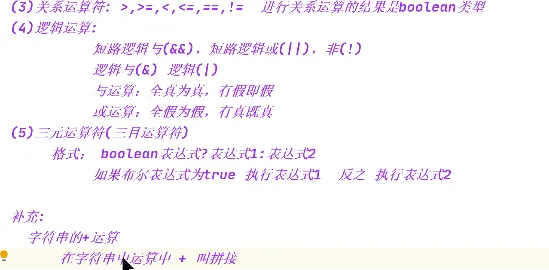 (3)关系运算符: >,>=,<,<=,==,!=  进行关系运算的结果是boolean类型
(4)逻辑运算:
短路逻辑与(&&), 短路逻辑或(||), 非(!)
逻辑与(&) 逻辑(|)
与运算: 全真为真, 有假即假
或运算: 全假为假, 有真既真
(5)三元运算符(三目运算符)
格式: boolean表达式?表达式1:表达式2
如果布尔表达式为true 执行表达式1  反之 执行表达式2
补充:
字符串的+运算
在字符串中运算中 + 叫拼接